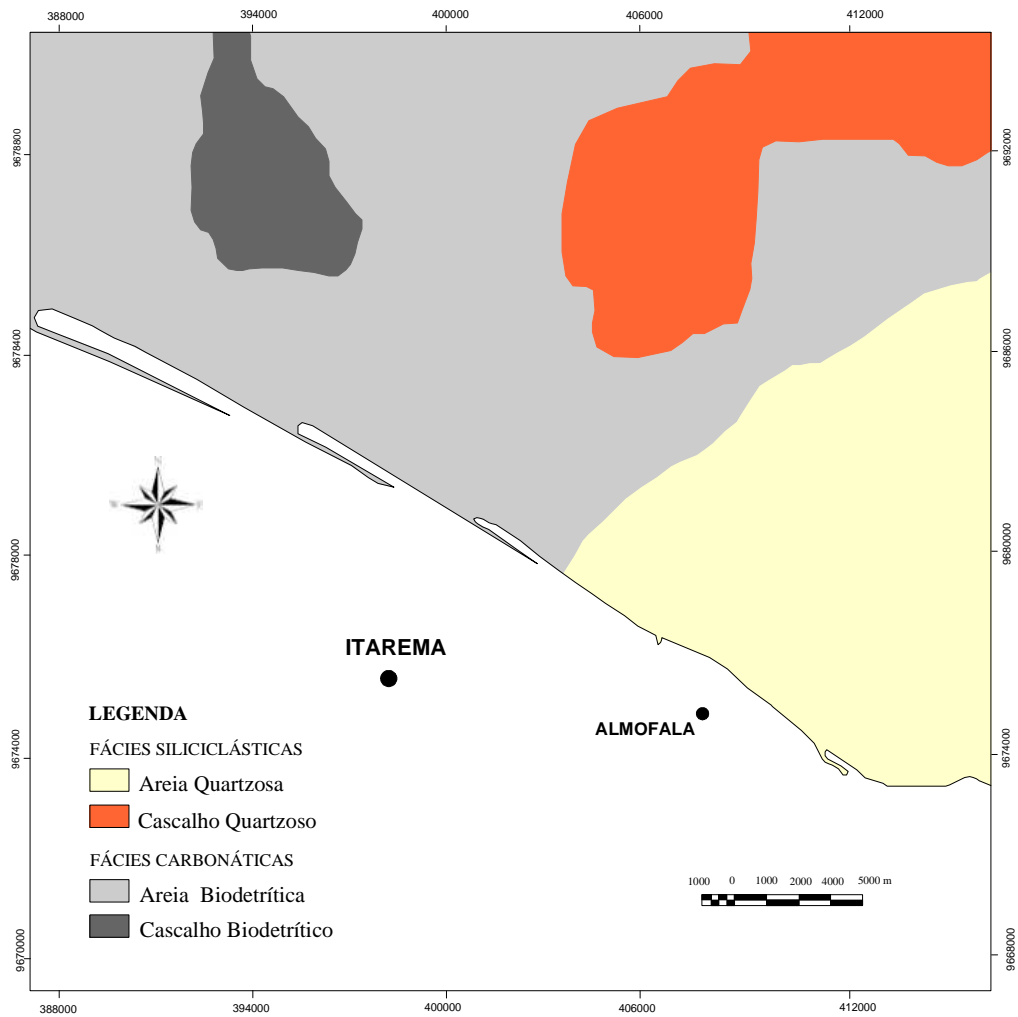 388000 394000 400000 406000 412000
9678800
9692000
9678400
9686000
9678000
9680000
ITAREMA
ALMOFALA
LEGENDA
FÁCIES SILICICLÁSTICAS
Areia Quartzosa
Cascalho Quartzoso
FÁCIES CARBONÁTICAS
Areia Biodetrítica
Cascalho Biodetrítico
9674000
9674000
1000 0 1000 2000 4000 5000 m
9670000
9668000
388000 394000 400000 406000 412000